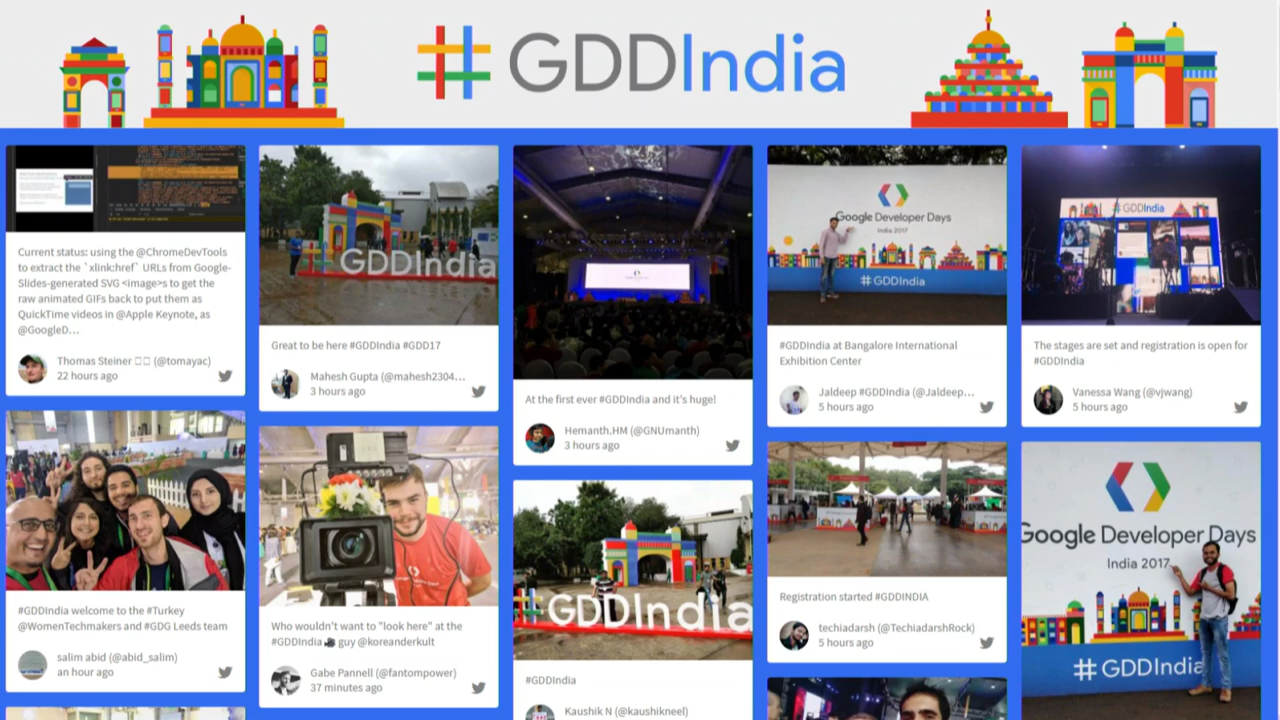 #GDDIndia
Current status: using the @ChromeDevTools
to extract the `xlink:href` URLs from Google-
Slides-generated SVG <image>s to get the
raw animated GIFs back to put them as
QuickTime videos in @Apple Keynote, as
@GoogleD...
Thomas Steiner (@tomayac)
22 hours ago
#GDDIndia welcome to the #Turkey
@WomenTechmakers and #GDG Leeds team
salim abid (@abid_salim)
an hour ago
#GDDIndia
Great to be here #GDDIndia #GDD17
Mahesh Gupta (@mahesh2304...
3 hours ago
Who wouldn't want to "look here" at the
#GDDIndia 🎥 guy @koreanderkult
Gabe Pannell (@fantompower)
37 minutes ago
At the first ever #GDDIndia and it's huge!
Hemanth.HM (@GNUmanth)
3 hours ago
#GDDIndia
#GDDIndia
Kaushik N (@kaushikneel)
Google Developer Days
India 2017
#GDDIndia
#GDDIndia at Bangalore International
Exhibition Center
Jaldeep #GDDIndia (@Jaldeep...
5 hours ago
Registration started #GDDINDIA
techiadarsh (@TechiadarshRock)
5 hours ago
#GDDIndia
The stages are set and registration is open for
#GDDIndia
Vanessa Wang (@vjwang)
5 hours ago
Google Developer Days
India 2017
#GDDIndia